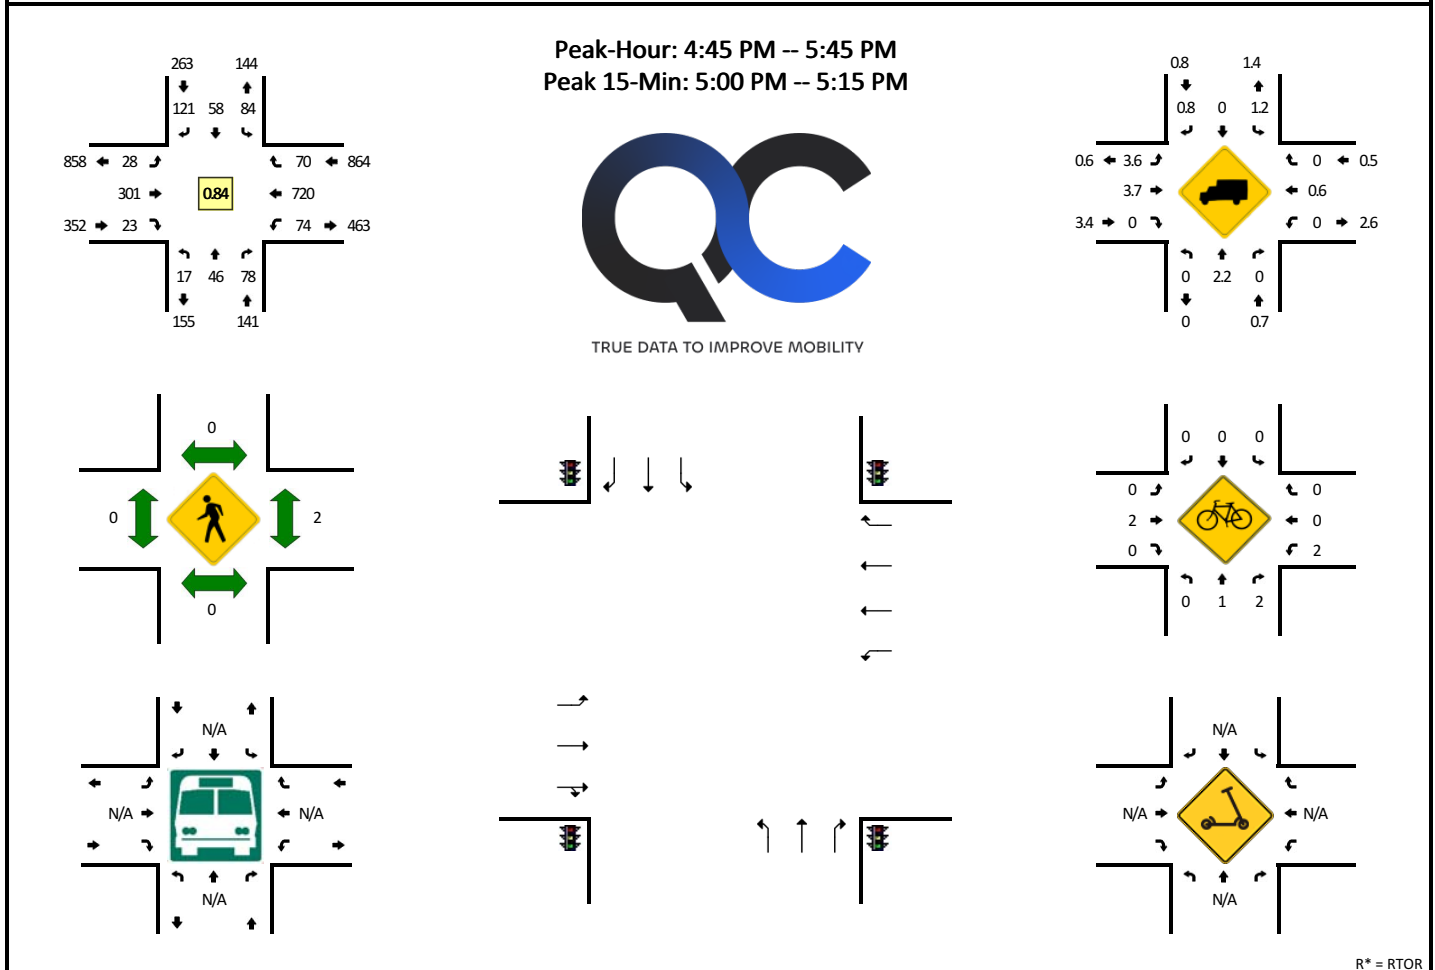 Peak-Hour: 4:45 PM -- 5:45 PM
Peak 15-Min: 5:00 PM -- 5:15 PM
263 144
121 58 84
858 28 70 864
301 0.84 720
352 23 74 463
17 46 78
155 141
QC
TRUE DATA TO IMPROVE MOBILITY
0.8 1.4
0.8 0 1.2
0.6 3.6 0 0.5
3.7 0.6
3.4 0 0 2.6
0 2.2 0
0 0.7
0
0 2
0
0 0 0
0 0
2 0
0 2
0 1 2
N/A
N/A N/A
N/A
N/A
N/A N/A
N/A
R* = RTOR